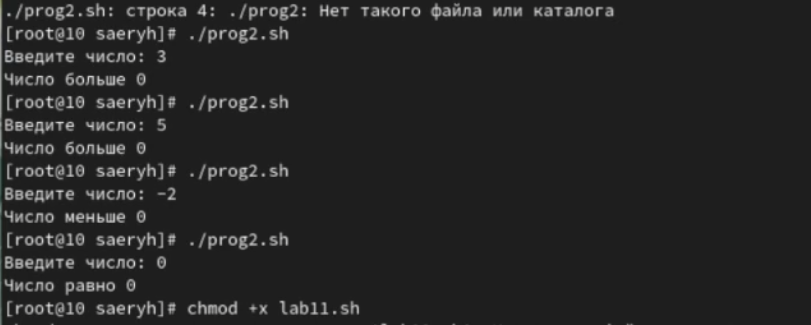 ./prog2.sh: строка 4: ./prog2: Нет такого файла или каталога
[root@10 saeryh]# ./prog2.sh
Введите число: 3
Число больше 0
[root@10 saeryh]# ./prog2.sh
Введите число: 5
Число больше 0
[root@10 saeryh]# ./prog2.sh
Введите число: -2
Число меньше 0
[root@10 saeryh]# ./prog2.sh
Введите число: 0
Число равно 0
[root@10 saeryh]# chmod +x lab11.sh